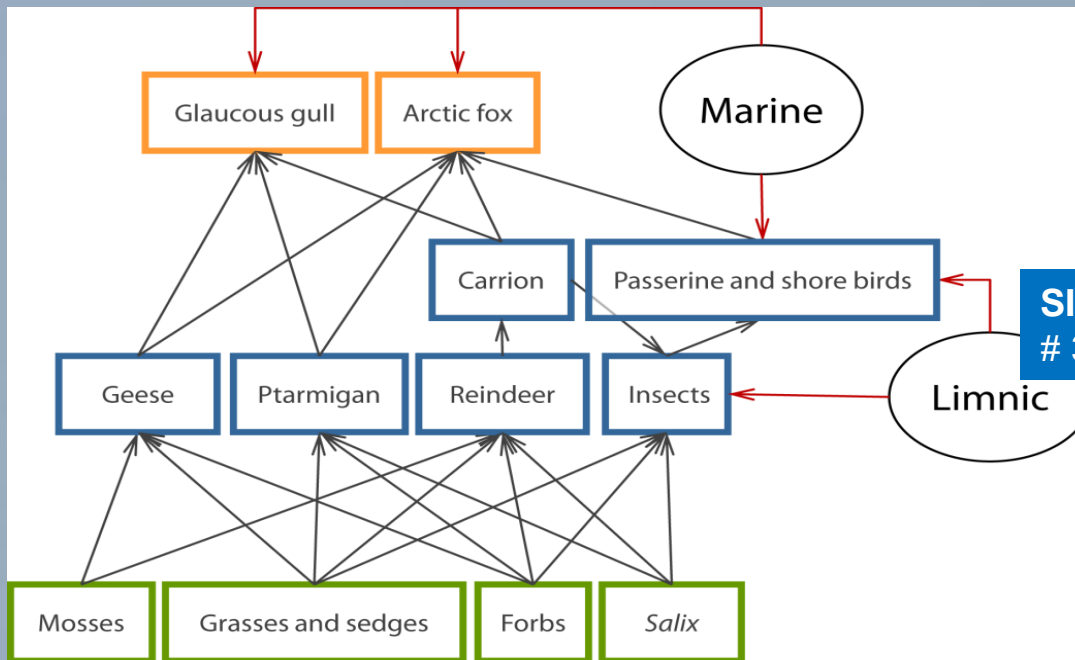 Glaucous gull
Arctic fox
Marine
Carrion
Passerine and shore birds
Geese
Ptarmigan
Reindeer
Insects
Limnic
Mosses
Grasses and sedges
Forbs
Salix
#